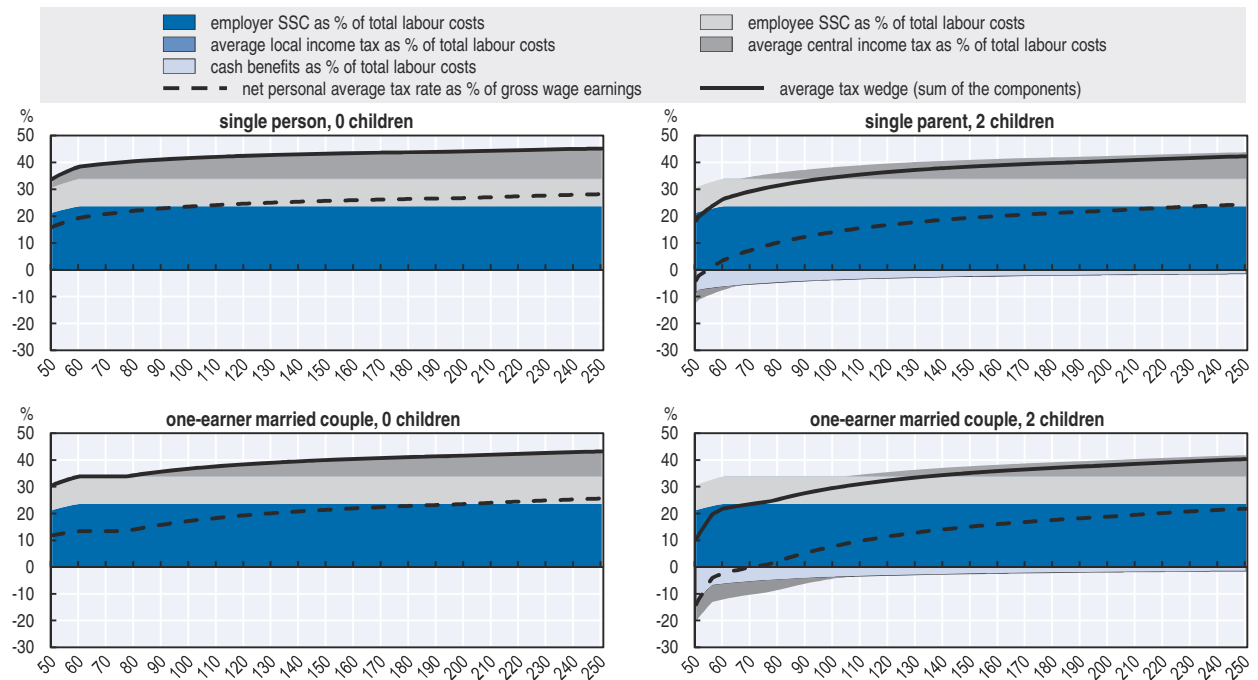 employer SSC as % of total labour costs
employee SSC as % of total labour costs
average local income tax as % of total labour costs
average central income tax as % of total labour costs
cash benefits as % of total labour costs
net personal average tax rate as % of gross wage earnings
average tax wedge (sum of the components)
%
single person, 0 children
50
40
30
20
10
0
-10
-20
-30
50 60 70 80 90 100 110 120 130 140 150 160 170 180 190 200 210 220 230 240 250
%
single parent, 2 children
50
40
30
20
10
0
-10
-20
-30
50 60 70 80 90 100 110 120 130 140 150 160 170 180 190 200 210 220 230 240 250
%
one-earner married couple, 0 children
50
40
30
20
10
0
-10
-20
-30
50 60 70 80 90 100 110 120 130 140 150 160 170 180 190 200 210 220 230 240 250
%
one-earner married couple, 2 children
50
40
30
20
10
0
-10
-20
-30
50 60 70 80 90 100 110 120 130 140 150 160 170 180 190 200 210 220 230 240 250